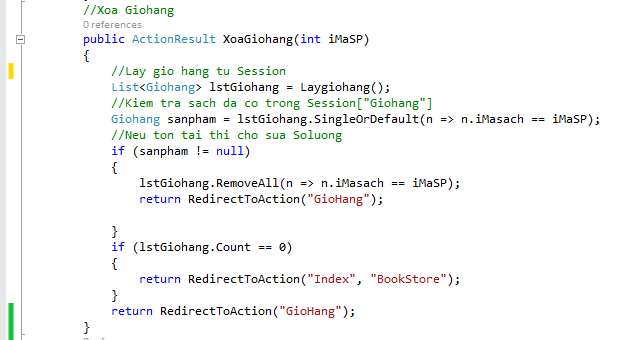 //Xoa Giohang
0 references
public ActionResult XoaGiohang(int iMaSP)
{
//Lay gio hang tu Session
List<Giohang> lstGiohang = Laygiohang();
//Kiem tra sach da co trong Session["Giohang"]
Giohang sanpham = lstGiohang.SingleOrDefault(n => n.iMasach == iMaSP);
//Neu ton tai thi cho sua Soluong
if (sanpham != null)
{
lstGiohang.RemoveAll(n => n.iMasach == iMaSP);
return RedirectToAction("GioHang");
}
if (lstGiohang.Count == 0)
{
return RedirectToAction("Index", "BookStore");
}
return RedirectToAction("GioHang");
}